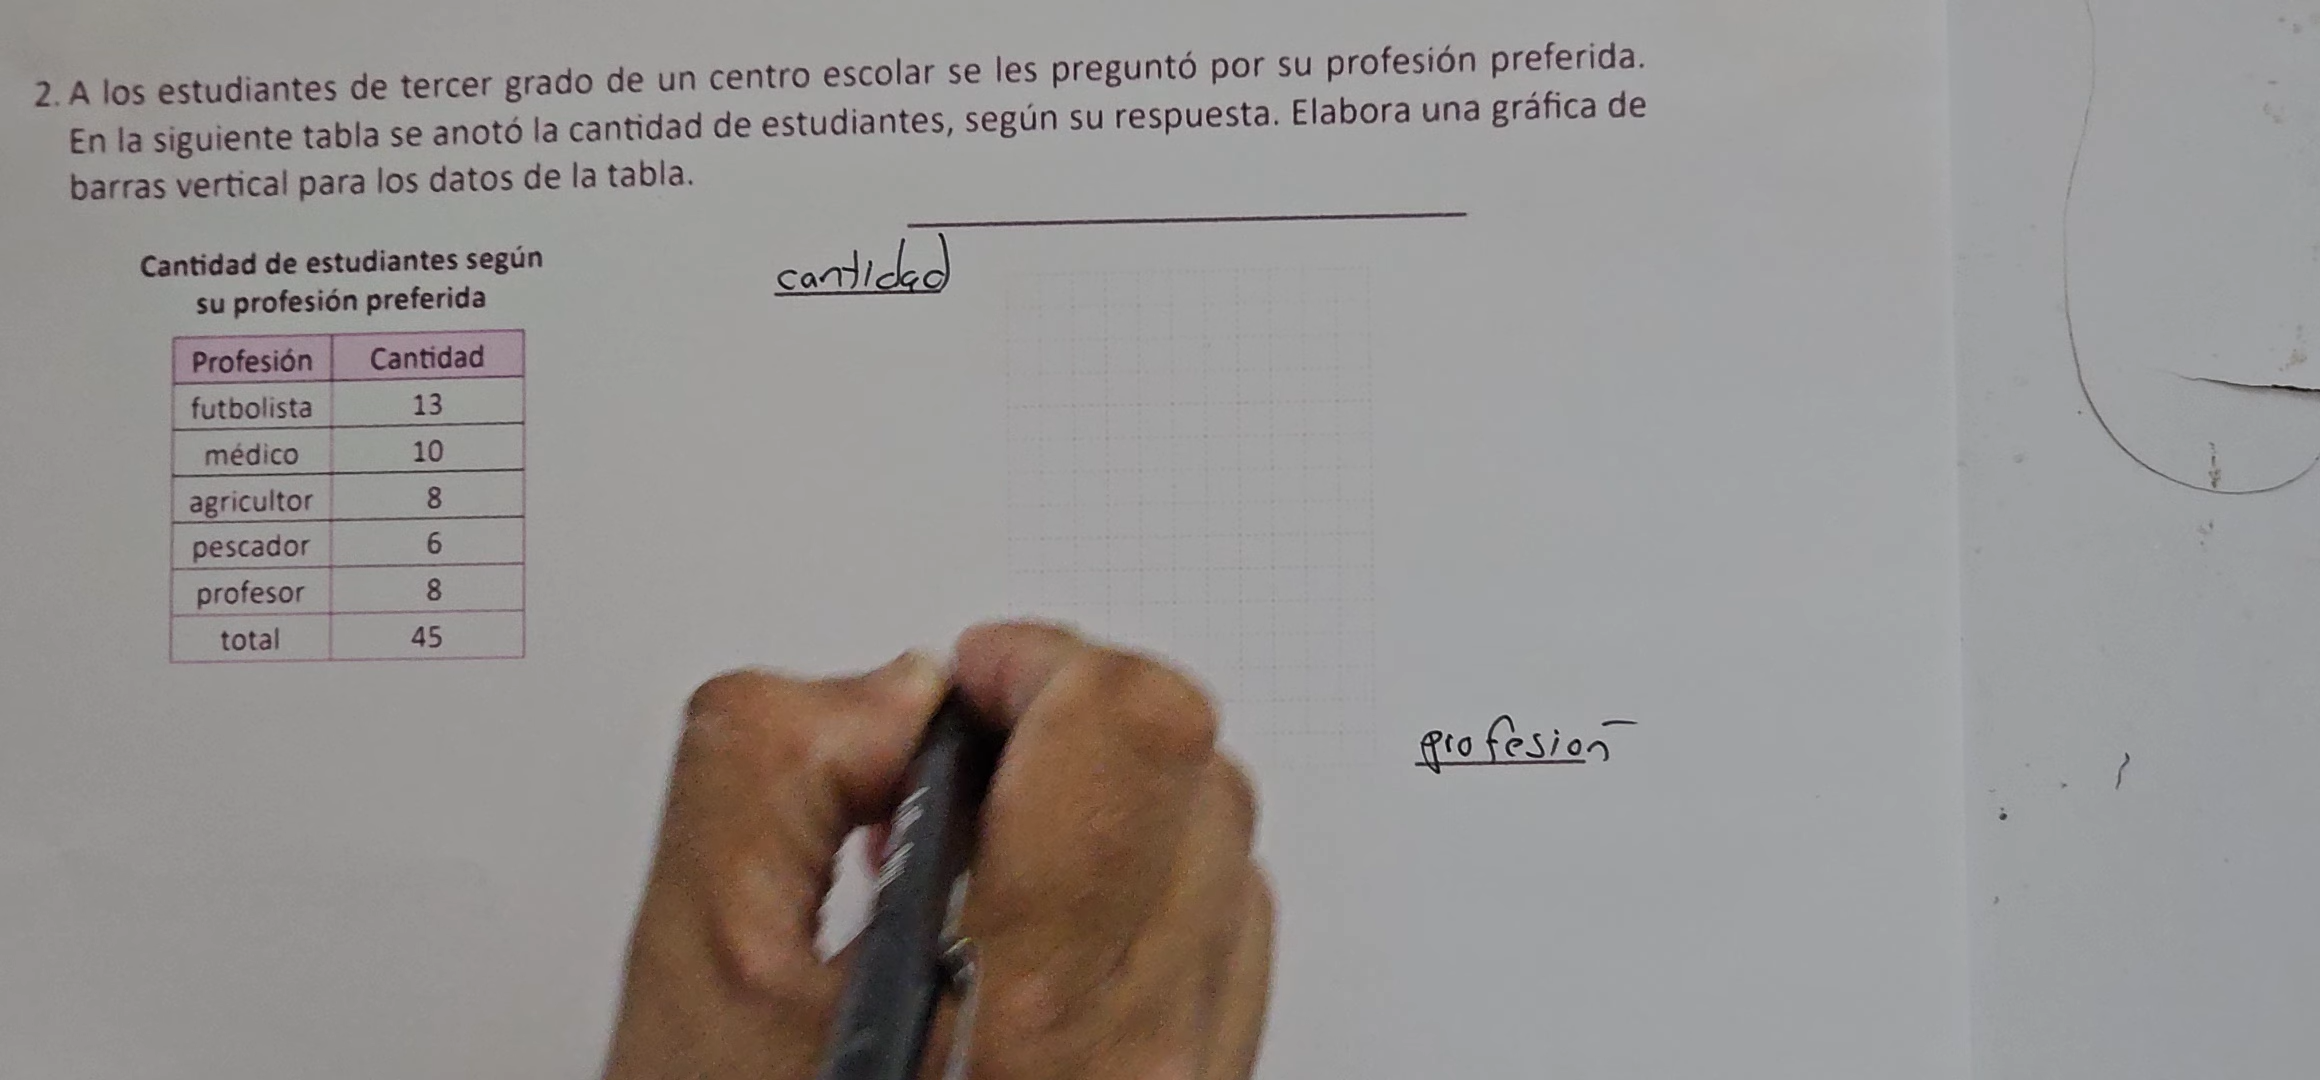 2. A los estudiantes de tercer grado de un centro escolar se les preguntó por su profesión preferida.
En la siguiente tabla se anotó la cantidad de estudiantes, según su respuesta. Elabora una gráfica de
barras vertical para los datos de la tabla.
Cantidad de estudiantes según
su profesión preferida
Profesión Cantidad
futbolista 13
médico 10
agricultor 8
pescador 6
profesor 8
total 45
cantidad
profesion